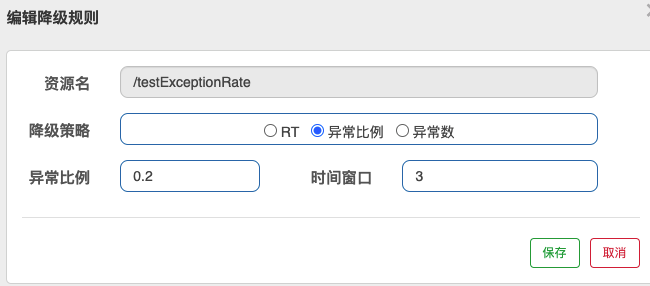 编辑降级规则
资源名 /testExceptionRate
降级策略 RT 异常比例 异常数
异常比例 0.2 时间窗口 3
保存 取消